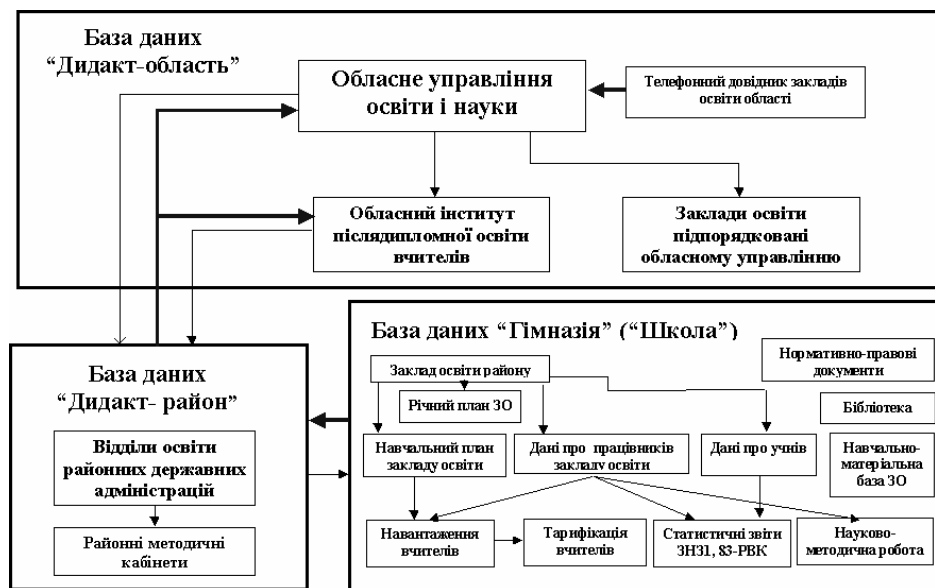 База даних
“Дидакт-область”
Обласне управління
освіти і науки
Телефонний довідник закладів
освіти області
Обласний інститут
післядипломної освіти
вчителів
Заклади освіти
підпорядковані
обласному управлінню
База даних
“Дидакт- район”
Відділи освіти
районних державних
адміністрацій
Районні методичні
кабінети
База даних “Гімназія” (“Школа”)
Нормативно-правові
документи
Заклад освіти району
Річний план ЗО
Бібліотека
Навчальний план
закладу освіти
Дані про працівників
закладу освіти
Дані про учнів
Навчально-
матеріальна
база ЗО
Навантаження
вчителів
Тарифікація
вчителів
Статистичні звіти
ЗНЗ1, 83-РВК
Науково-
методична робота